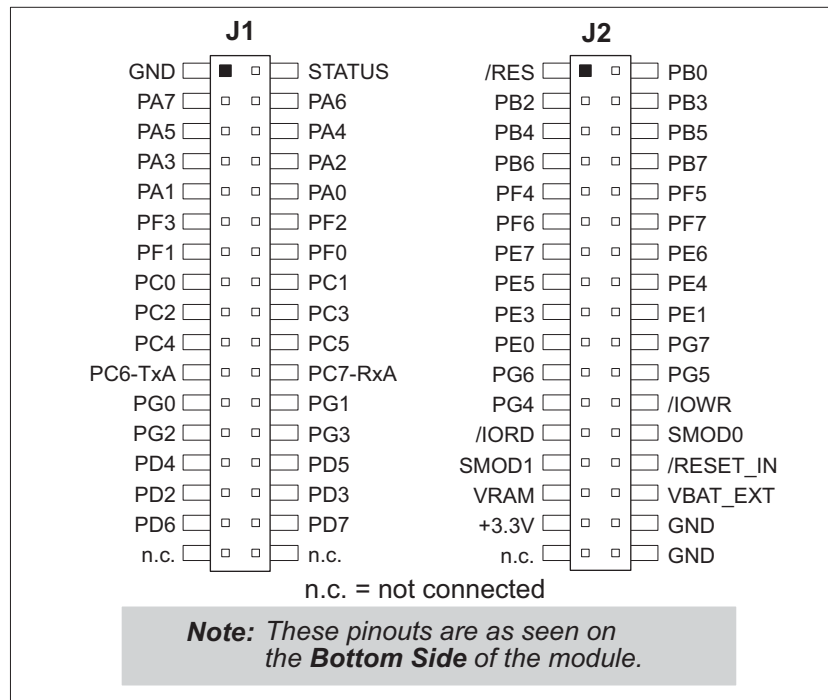 J1 J2
GND STATUS /RES PB0
PA7 PA6 PB2 PB3
PA5 PA4 PB4 PB5
PA3 PA2 PB6 PB7
PA1 PA0 PF4 PF5
PF3 PF2 PF6 PF7
PF1 PF0 PE7 PE6
PC0 PC1 PE5 PE4
PC2 PC3 PE3 PE1
PC4 PC5 PE0 PG7
PC6-TxA PC7-RxA PG6 PG5
PG0 PG1 PG4 /IOWR
PG2 PG3 /IORD SMOD0
PD4 PD5 SMOD1 /RESET_IN
PD2 PD3 VRAM VBAT_EXT
PD6 PD7 +3.3V GND
n.c. n.c. n.c. GND
n.c. = not connected
Note: These pinouts are as seen on
the Bottom Side of the module.